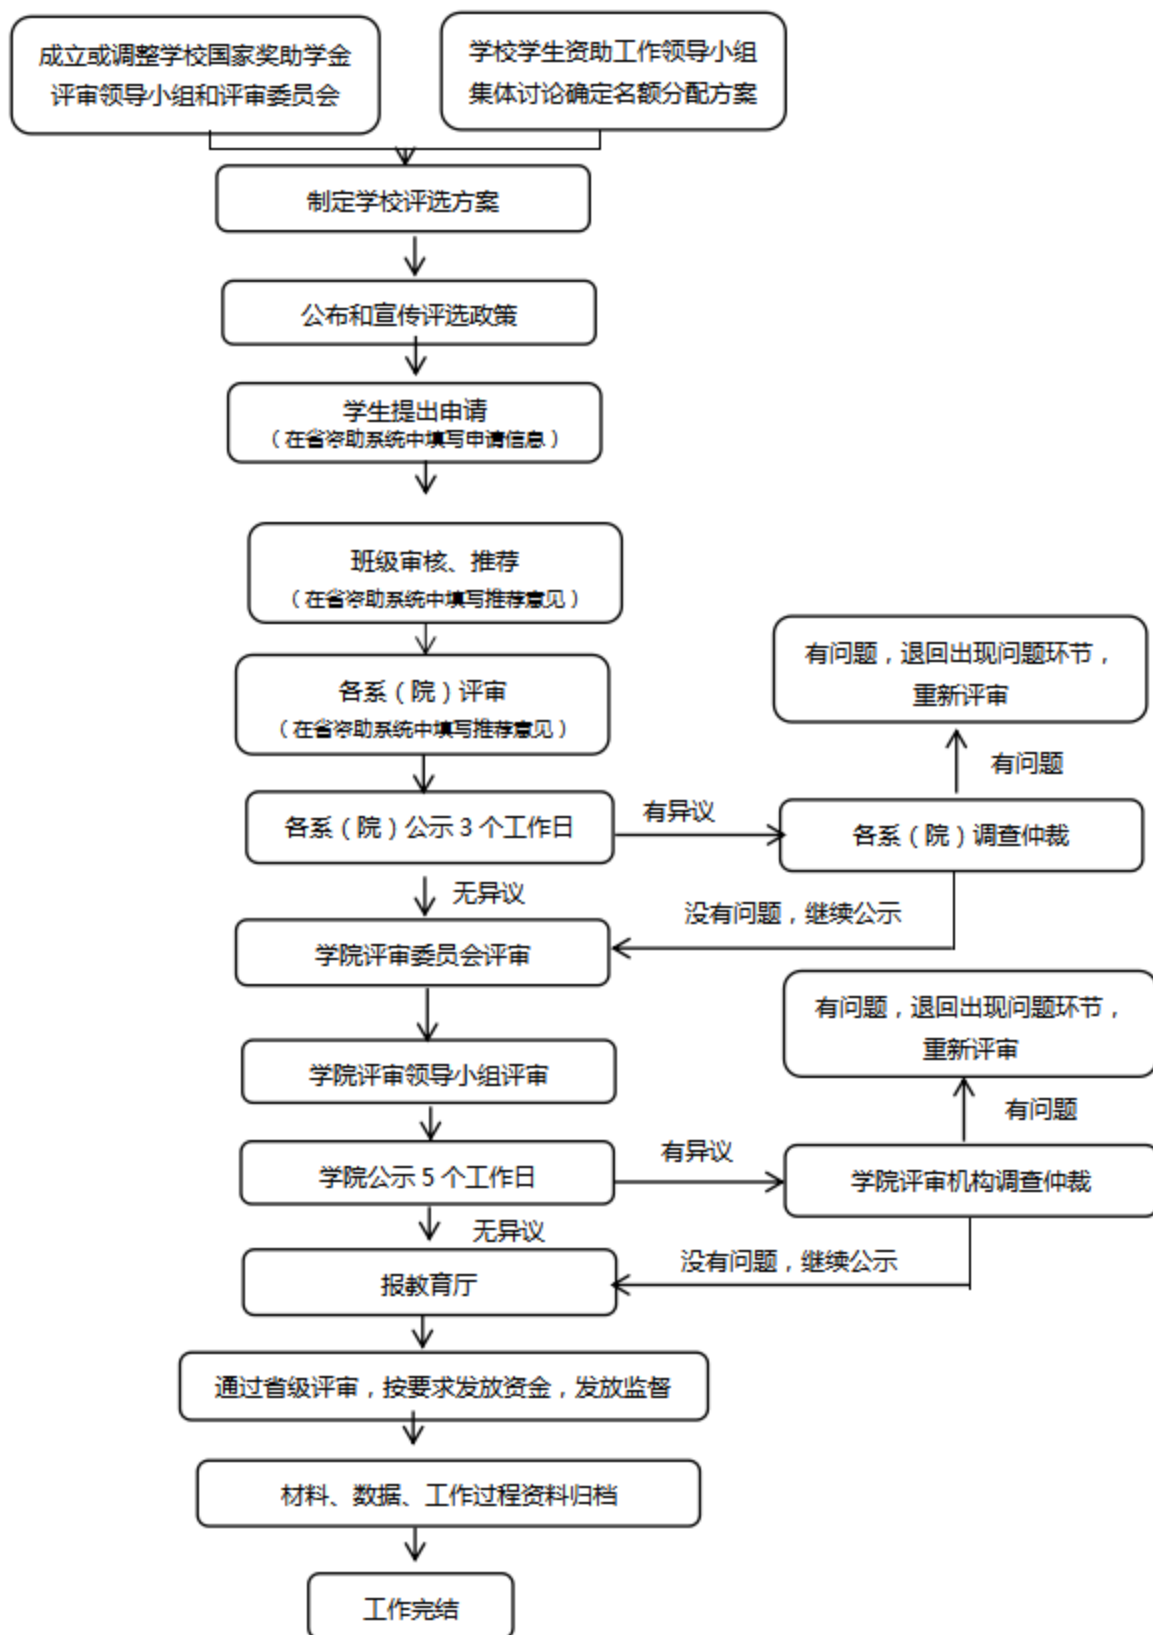 成立或调整学校国家奖助学金
评审领导小组和评审委员会
学校学生资助工作领导小组
集体讨论确定名额分配方案
制定学校评选方案
公布和宣传评选政策
学生提出申请
（在省资助系统中填写申请信息）
班级审核、推荐
（在省资助系统中填写推荐意见）
各系（院）评审
（在省资助系统中填写推荐意见）
有问题，退回出现问题环节，
重新评审
有问题
各系（院）公示 3 个工作日
有异议
各系（院）调查仲裁
无异议
没有问题，继续公示
学院评审委员会评审
有问题，退回出现问题环节，
重新评审
学院评审领导小组评审
有问题
学院公示 5 个工作日
有异议
学院评审机构调查仲裁
无异议
没有问题，继续公示
报教育厅
通过省级评审，按要求发放资金，发放监督
材料、数据、工作过程资料归档
工作完结